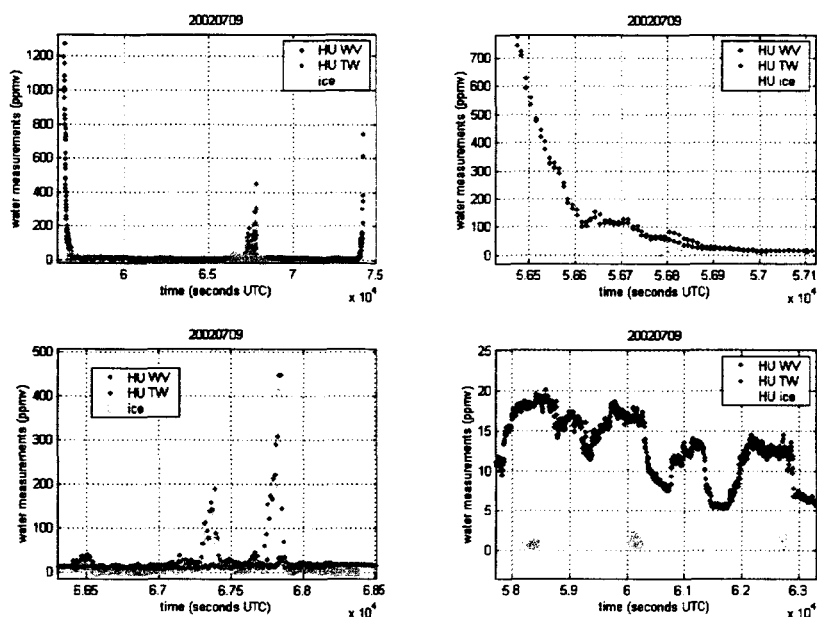 20020709
1200
1000
800
600
400
200
0
water measurements (ppmv)
HU WV
HU TW
ice
6 6.5 7 7.5
time (seconds UTC)
x 10⁴
20020709
700
600
500
400
300
200
100
0
water measurements (ppmv)
HU WV
HU TW
HU ice
5.65 5.66 5.67 5.68 5.69 5.7 5.71
time (seconds UTC)
x 10⁴
20020709
500
400
300
200
100
0
water measurements (ppmv)
HU WV
HU TW
ice
6.65 6.7 6.75 6.8 6.85
time (seconds UTC)
x 10⁴
20020709
25
20
15
10
5
0
water measurements (ppmv)
HU WV
HU TW
HU ice
5.8 5.9 6 6.1 6.2 6.3
time (seconds UTC)
x 10⁴